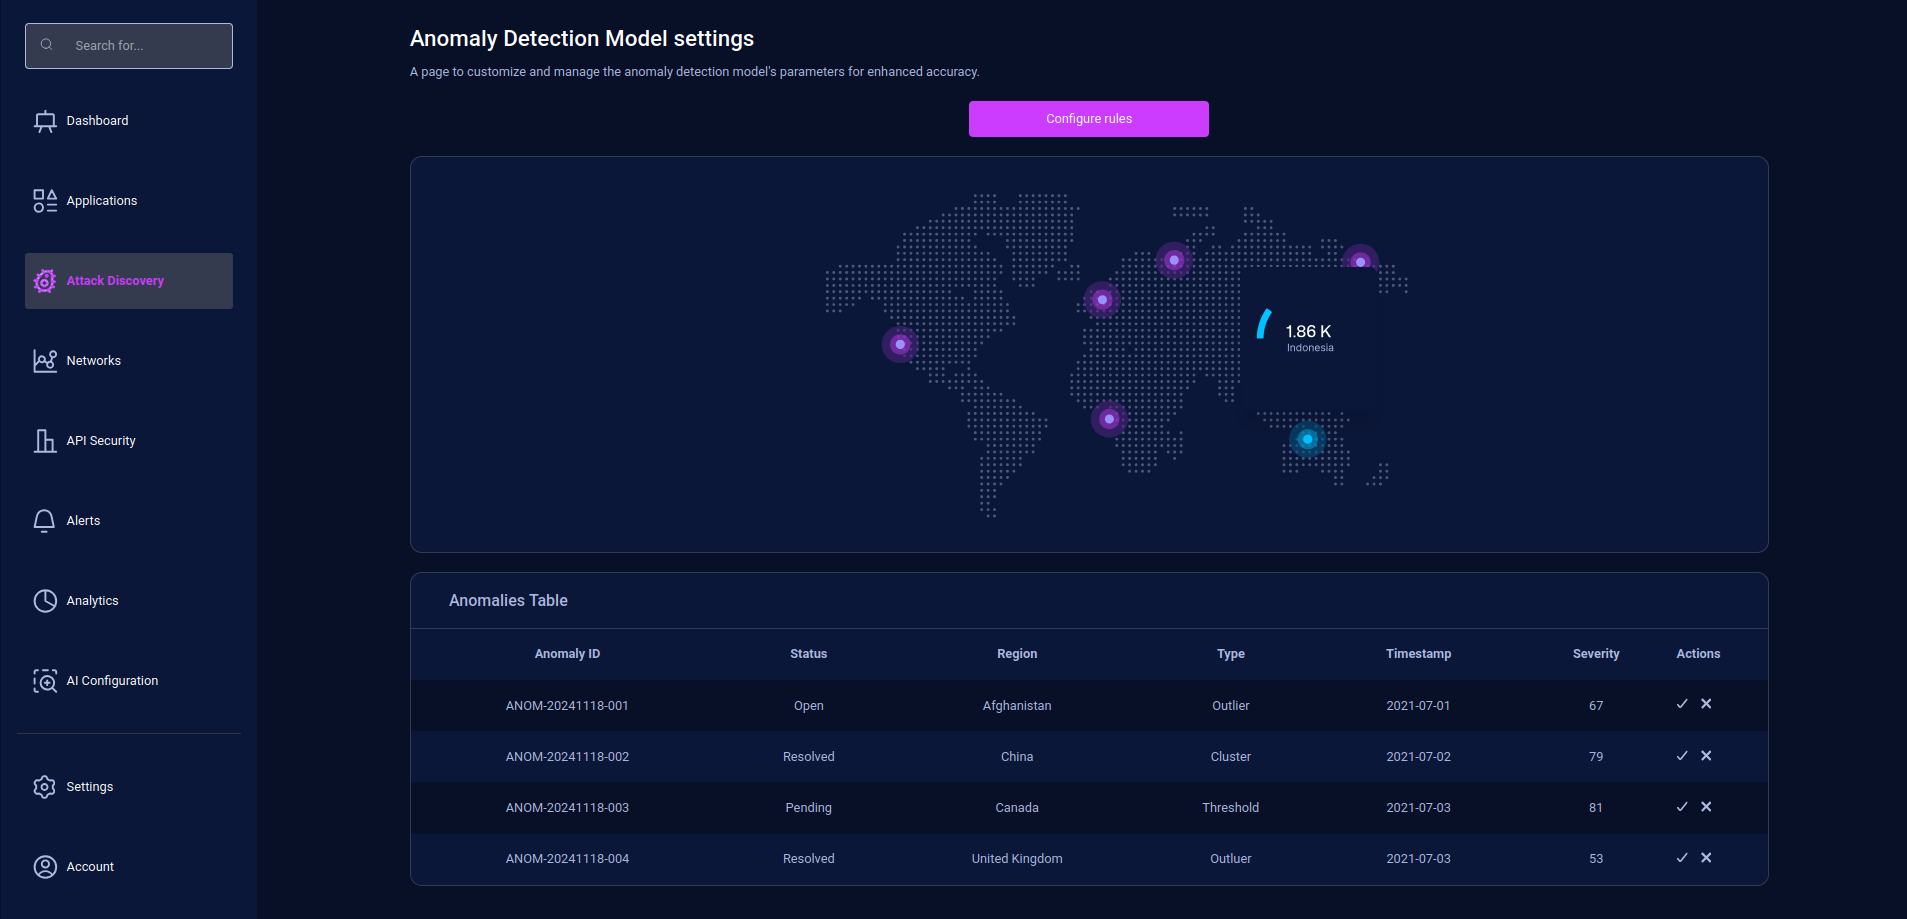 Search for...
Dashboard
Applications
Attack Discovery
Networks
API Security
Alerts
Analytics
AI Configuration
Settings
Account
Anomaly Detection Model settings
A page to customize and manage the anomaly detection model's parameters for enhanced accuracy.
Configure rules
1.86 K
Indonesia
Anomalies Table
Anomaly ID Status Region Type Timestamp Severity Actions
ANOM-20241118-001 Open Afghanistan Outlier 2021-07-01 67
ANOM-20241118-002 Resolved China Cluster 2021-07-02 79
ANOM-20241118-003 Pending Canada Threshold 2021-07-03 81
ANOM-20241118-004 Resolved United Kingdom Outluer 2021-07-03 53